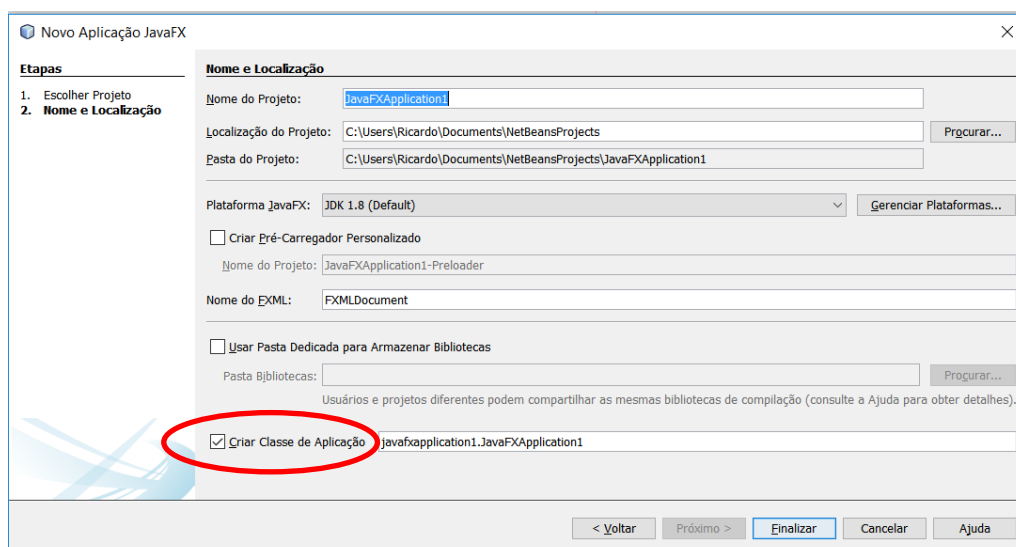 Novo Aplicação JavaFX
Etapas
1. Escolher Projeto
2. Nome e Localização
Nome e Localização
Nome do Projeto: JavaFXApplication1
Localização do Projeto: C:\Users\Ricardo\Documents\NetBeansProjects Procurar...
Pasta do Projeto: C:\Users\Ricardo\Documents\NetBeansProjects\JavaFXApplication1
Plataforma JavaFX: JDK 1.8 (Default) Gerenciar Plataformas...
Criar Pré-Carregador Personalizado
Nome do Projeto: JavaFXApplication1-Preloader
Nome do FXML: FXMLDocument
Usar Pasta Dedicada para Armazenar Bibliotecas
Pasta Bibliotecas: Procurar...
Usuários e projetos diferentes podem compartilhar as mesmas bibliotecas de compilação (consulte a Ajuda para obter detalhes).
Criar Classe de Aplicação javafxapplication1.JavaFXApplication1
< Voltar Próximo > Finalizar Cancelar Ajuda